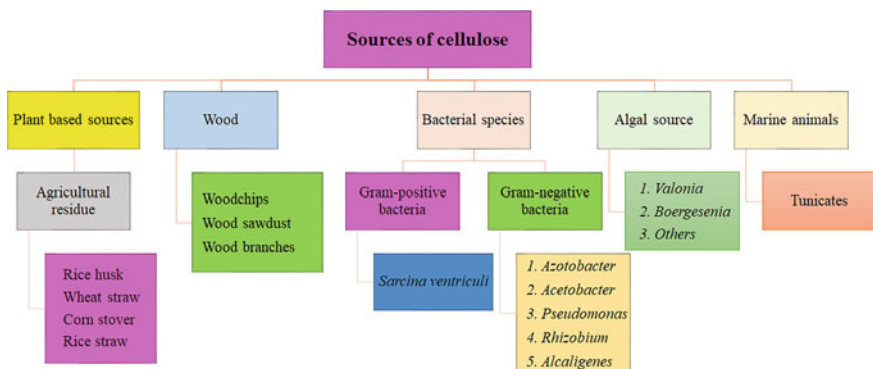 Sources of cellulose
Plant based sources
Wood
Bacterial species
Algal source
Marine animals
Agricultural
residue
Woodchips
Wood sawdust
Wood branches
Gram-positive
bacteria
Gram-negative
bacteria
1. Valonia
2. Boergesenia
3. Others
Tunicates
Rice husk
Wheat straw
Corn stover
Rice straw
Sarcina ventriculi
1. Azotobacter
2. Acetobacter
3. Pseudomonas
4. Rhizobium
5. Alcaligenes